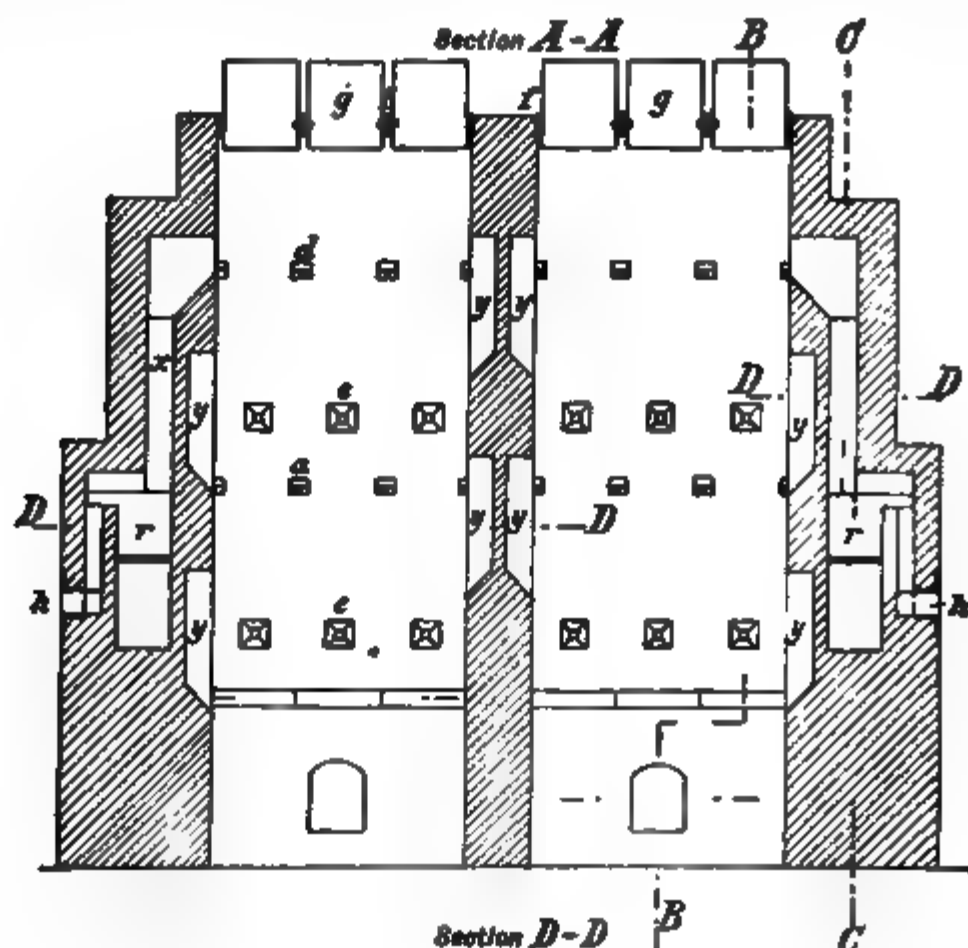 Section A-A B C
g f g
d
y y
x e D D
y y
a
D r y y D r
h e h
y y
B
Section D-D C